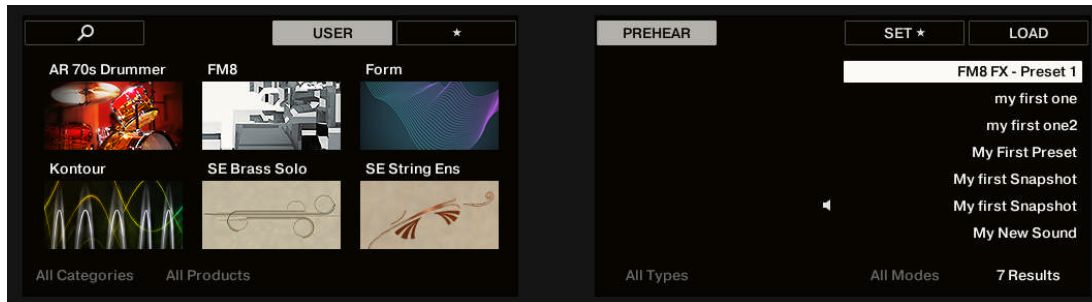 USER ★
AR 70s Drummer FM8 Form
Kontour SE Brass Solo SE String Ens
All Categories All Products
PREHEAR SET ★ LOAD
FM8 FX - Preset 1
my first one
my first one2
My First Preset
My first Snapshot
My first Snapshot
My New Sound
All Types All Modes 7 Results